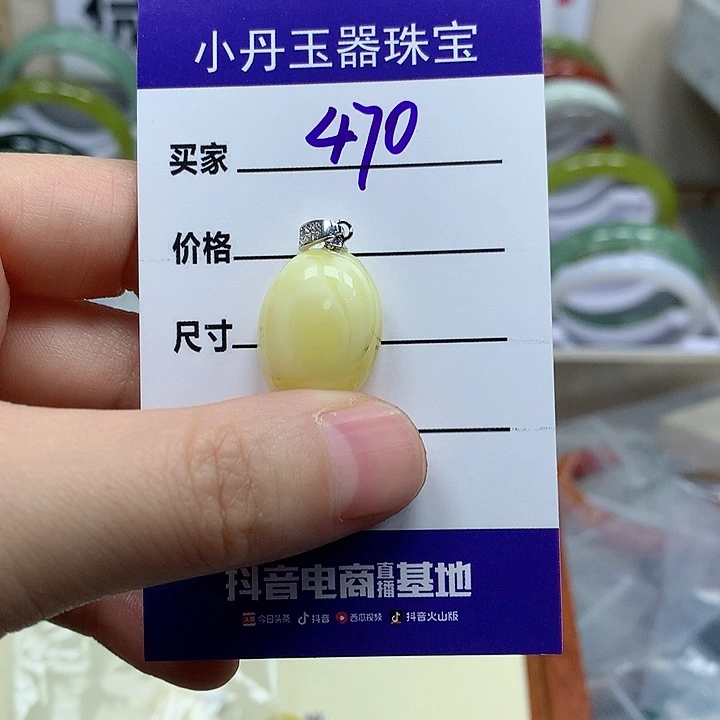 小丹玉器珠宝
买家 470
价格
尺寸
抖音电商直播基地
今日头条 抖音 西瓜视频 抖音火山版